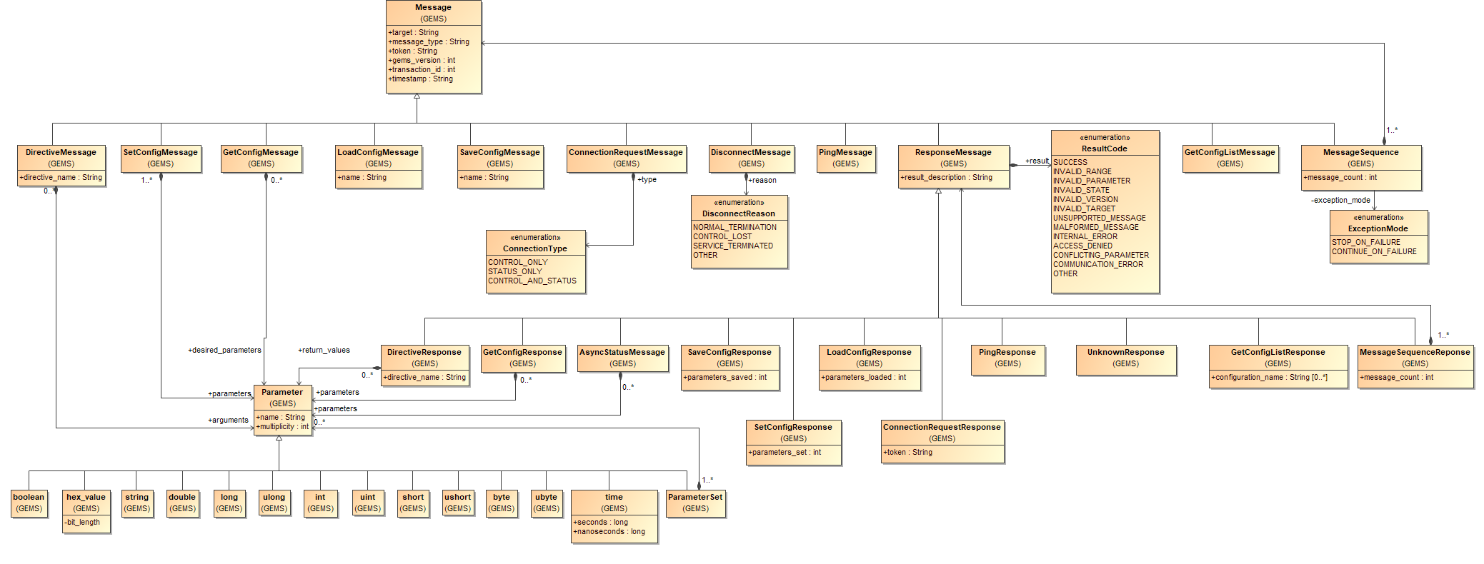 Message
(GEMS)
+target : String
+message_type : String
+token : String
+gems_version : int
+transaction_id : int
+timestamp : String
1..*
DirectiveMessage
(GEMS)
+directive_name : String
0..*
SetConfigMessage
(GEMS)
1..*
GetConfigMessage
(GEMS)
0..*
LoadConfigMessage
(GEMS)
+name : String
SaveConfigMessage
(GEMS)
+name : String
ConnectionRequestMessage
(GEMS)
+type
DisconnectMessage
(GEMS)
+reason
PingMessage
(GEMS)
ResponseMessage
(GEMS)
+result_description : String
+result
«enumeration»
ResultCode
SUCCESS
INVALID_RANGE
INVALID_PARAMETER
INVALID_STATE
INVALID_VERSION
INVALID_TARGET
UNSUPPORTED_MESSAGE
MALFORMED_MESSAGE
INTERNAL_ERROR
ACCESS_DENIED
CONFLICTING_PARAMETER
COMMUNICATION_ERROR
OTHER
GetConfigListMessage
(GEMS)
MessageSequence
(GEMS)
+message_count : int
-exception_mode
«enumeration»
ConnectionType
CONTROL_ONLY
STATUS_ONLY
CONTROL_AND_STATUS
«enumeration»
DisconnectReason
NORMAL_TERMINATION
CONTROL_LOST
SERVICE_TERMINATED
OTHER
«enumeration»
ExceptionMode
STOP_ON_FAILURE
CONTINUE_ON_FAILURE
1..*
+desired_parameters
+return_values
0..*
DirectiveResponse
(GEMS)
+directive_name : String
GetConfigResponse
(GEMS)
0..*
AsyncStatusMessage
(GEMS)
0..*
SaveConfigResponse
(GEMS)
+parameters_saved : int
LoadConfigResponse
(GEMS)
+parameters_loaded : int
PingResponse
(GEMS)
UnknownResponse
(GEMS)
GetConfigListResponse
(GEMS)
+configuration_name : String [0..*]
MessageSequenceReponse
(GEMS)
+message_count : int
+parameters
+arguments
Parameter
(GEMS)
+name : String
+multiplicity : int
+parameters
+parameters
0..*
SetConfigResponse
(GEMS)
+parameters_set : int
ConnectionRequestResponse
(GEMS)
+token : String
1..*
boolean
(GEMS)
hex_value
(GEMS)
-bit_length
string
(GEMS)
double
(GEMS)
long
(GEMS)
ulong
(GEMS)
int
(GEMS)
uint
(GEMS)
short
(GEMS)
ushort
(GEMS)
byte
(GEMS)
ubyte
(GEMS)
time
(GEMS)
+seconds : long
+nanoseconds : long
ParameterSet
(GEMS)